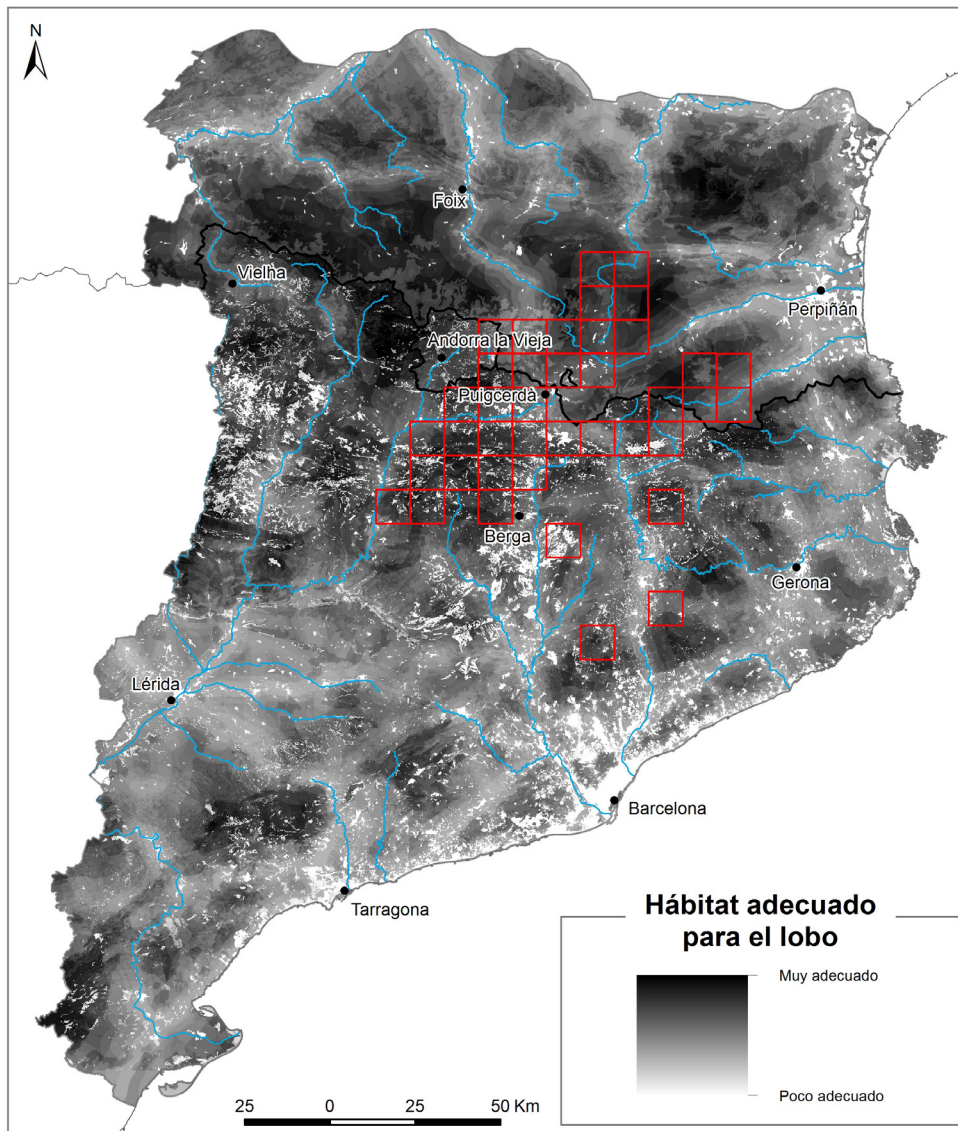 N
Foix
Vielha
Perpiñán
Andorra la Vieja
Puigcerdà
Berga
Gerona
Lérida
Barcelona
Tarragona
Hábitat adecuado
para el lobo
Muy adecuado
Poco adecuado
25 0 25 50 Km